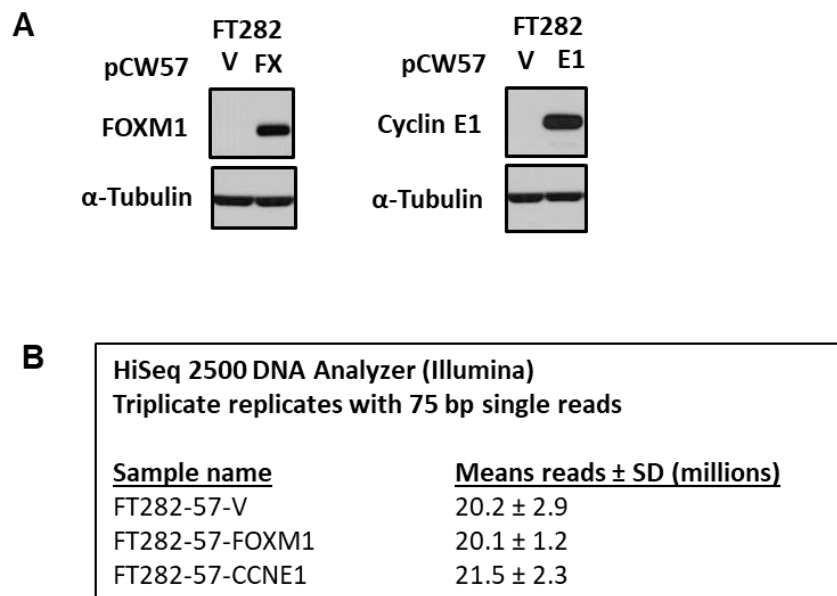 A
FT282
pCW57 V FX
FOXM1
α-Tubulin
FT282
pCW57 V E1
Cyclin E1
α-Tubulin
B
HiSeq 2500 DNA Analyzer (Illumina)
Triplicate replicates with 75 bp single reads
Sample name Means reads ± SD (millions)
FT282-57-V 20.2 ± 2.9
FT282-57-FOXM1 20.1 ± 1.2
FT282-57-CCNE1 21.5 ± 2.3